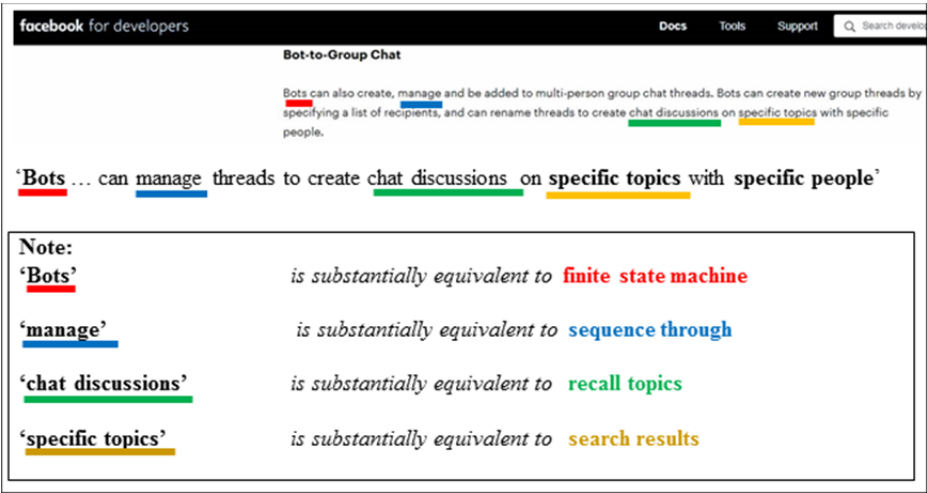 facebook for developers Docs Tools Support Search develo
Bot-to-Group Chat
Bots can also create, manage and be added to multi-person group chat threads. Bots can create new group threads by
specifying a list of recipients, and can rename threads to create chat discussions on specific topics with specific
people.
‘Bots … can manage threads to create chat discussions on specific topics with specific people’
Note:
‘Bots’ is substantially equivalent to finite state machine
‘manage’ is substantially equivalent to sequence through
‘chat discussions’ is substantially equivalent to recall topics
‘specific topics’ is substantially equivalent to search results